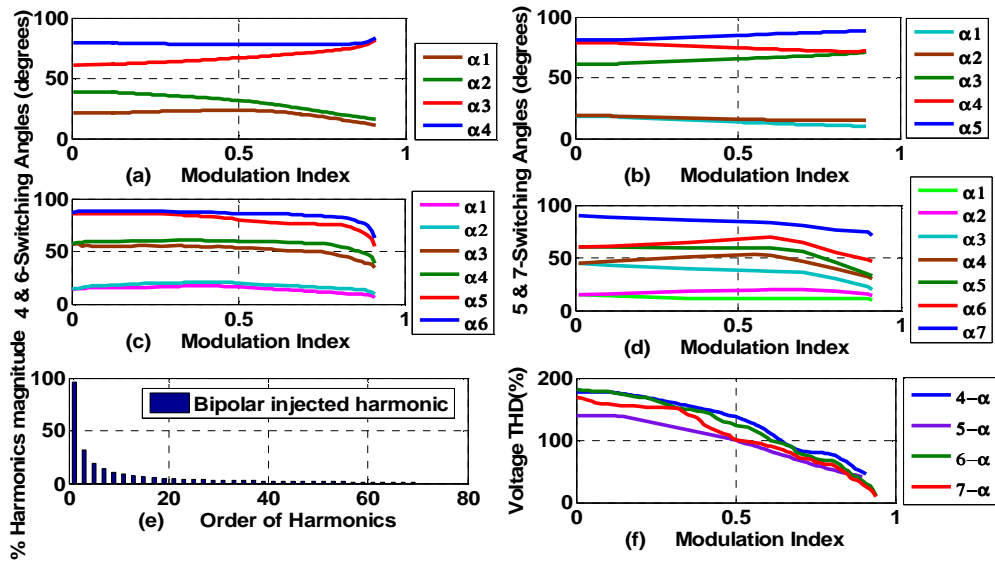 4 & 6-Switching Angles (degrees)
100
50
0
0
0.5
1
(a)
Modulation Index
α1
α2
α3
α4
5 & 7-Switching Angles (degrees)
100
50
0
0
0.5
1
(b)
Modulation Index
α1
α2
α3
α4
α5
100
50
0
0
0.5
1
(c)
Modulation Index
α1
α2
α3
α4
α5
α6
100
50
0
0
0.5
1
(d)
Modulation Index
α1
α2
α3
α4
α5
α6
α7
% Harmonics magnitude
100
50
0
0
20
40
60
80
Bipolar injected harmonic
(e)
Order of Harmonics
Voltage THD(%)
200
100
0
0
0.5
1
(f)
Modulation Index
4-α
5-α
6-α
7-α